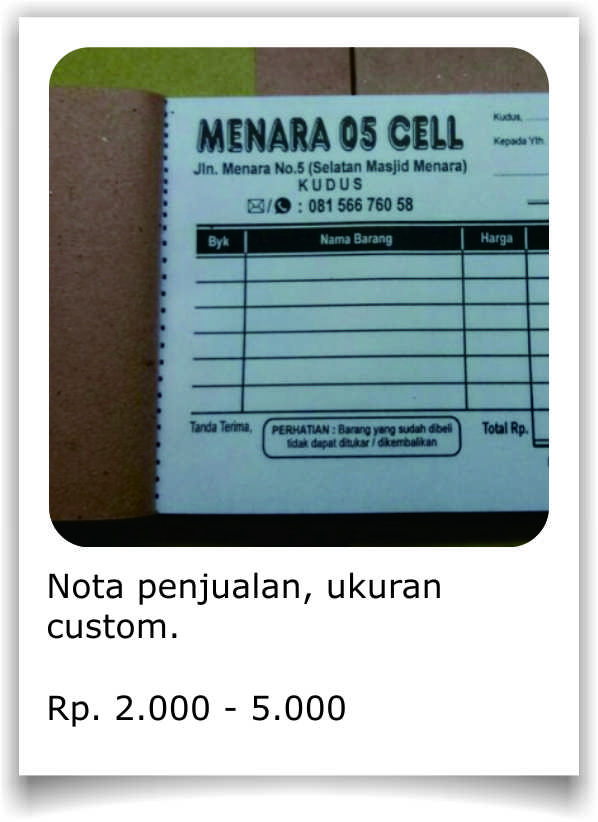 MENARA 05 CELL
Jln. Menara No.5 (Selatan Masjid Menara)
KUDUS
/ : 081 566 760 58
Kudus, ........
Kepada Yth.
Byk Nama Barang Harga
Tanda Terima,
PERHATIAN : Barang yang sudah dibeli
tidak dapat ditukar / dikembalikan
Total Rp.
Nota penjualan, ukuran
custom.
Rp. 2.000 - 5.000